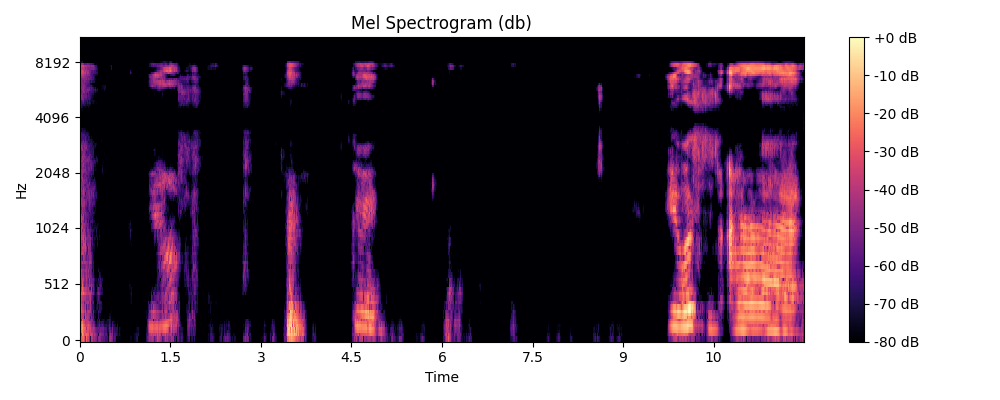 Mel Spectrogram (db)
8192
4096
2048
1024
512
0
Hz
0 1.5 3 4.5 6 7.5 9 10
Time
+0 dB
-10 dB
-20 dB
-30 dB
-40 dB
-50 dB
-60 dB
-70 dB
-80 dB